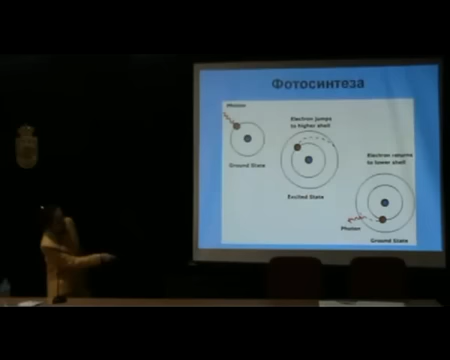 Фотосинтеза
Photon
Ground State
Electron jumps
to higher shell
Excited State
Electron returns
to lower shell
Photon
Ground State